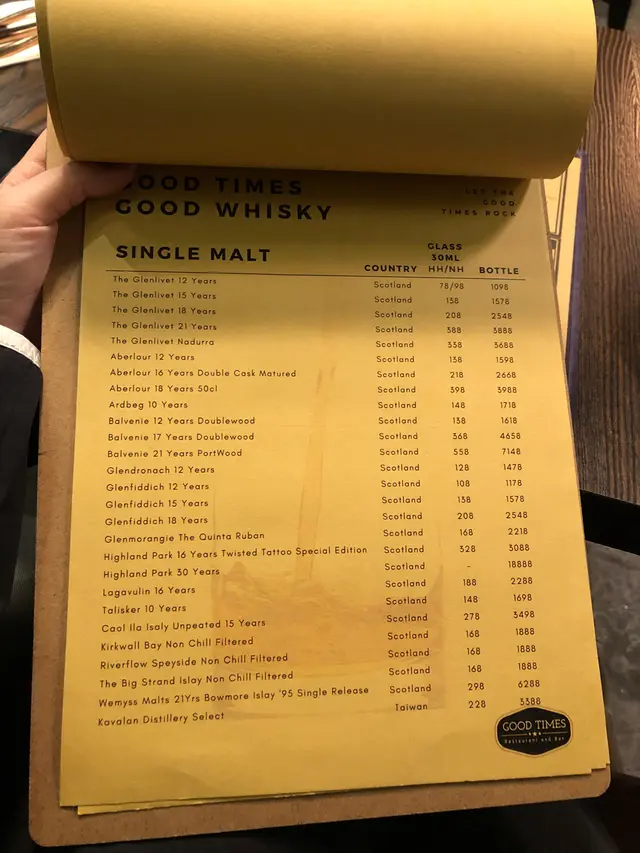 GOOD TIMES
GOOD WHISKY
LET THE
GOOD
TIMES ROCK
SINGLE MALT
COUNTRY GLASS 30ML HH/NH BOTTLE
The Glenlivet 12 Years Scotland 78/98 1098
The Glenlivet 15 Years Scotland 138 1578
The Glenlivet 18 Years Scotland 208 2548
The Glenlivet 21 Years Scotland 388 3888
The Glenlivet Nadurra Scotland 338 3688
Aberlour 12 Years Scotland 138 1598
Aberlour 16 Years Double Cask Matured Scotland 218 2668
Aberlour 18 Years 50cl Scotland 398 3988
Ardbeg 10 Years Scotland 148 1718
Balvenie 12 Years Doublewood Scotland 138 1618
Balvenie 17 Years Doublewood Scotland 368 4658
Balvenie 21 Years PortWood Scotland 558 7148
Glendronach 12 Years Scotland 128 1478
Glenfiddich 12 Years Scotland 108 1178
Glenfiddich 15 Years Scotland 138 1578
Glenfiddich 18 Years Scotland 208 2548
Glenmorangie The Quinta Ruban Scotland 168 2218
Highland Park 16 Years Twisted Tattoo Special Edition Scotland 328 3088
Highland Park 30 Years Scotland - 18888
Lagavulin 16 Years Scotland 188 2288
Talisker 10 Years Scotland 148 1698
Caol Ila Isaly Unpeated 15 Years Scotland 278 3498
Kirkwall Bay Non Chill Filtered Scotland 168 1888
Riverflow Speyside Non Chill Filtered Scotland 168 1888
The Big Strand Islay Non Chill Filtered Scotland 168 1888
Wemyss Malts 21Yrs Bowmore Islay '95 Single Release Scotland 298 6288
Kavalan Distillery Select Taiwan 228 3388
GOOD TIMES
Restaurant and Bar